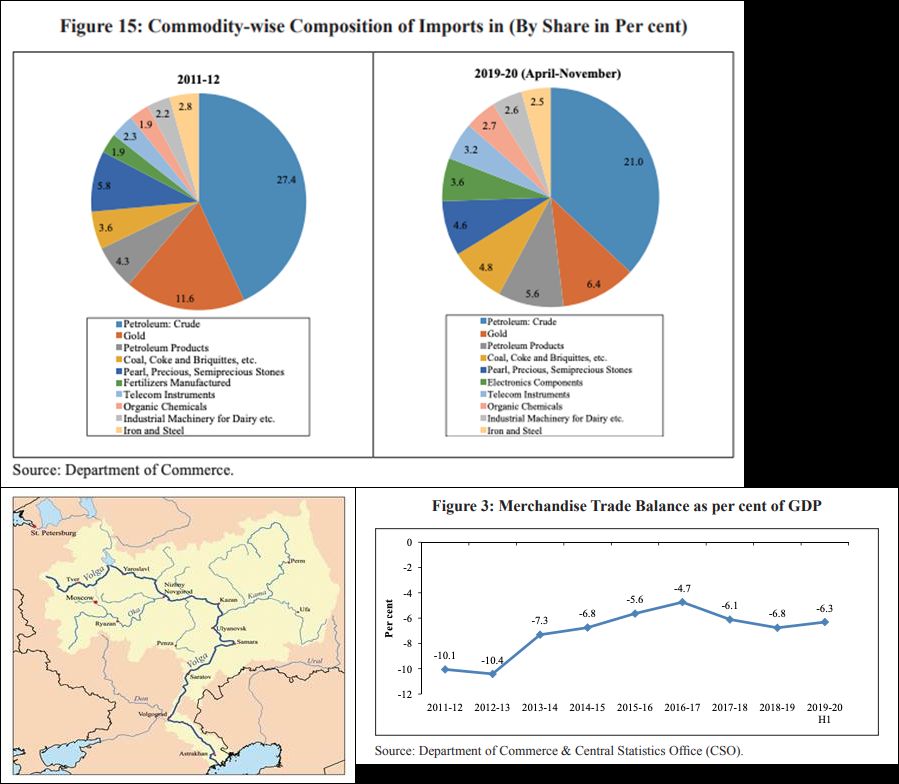 Figure 15: Commodity-wise Composition of Imports in (By Share in Per cent)
2011-12
27.4
11.6
4.3
3.6
5.8
1.9
2.3
1.9
2.2
2.8
Petroleum: Crude
Gold
Petroleum Products
Coal, Coke and Briquittes, etc.
Pearl, Precious, Semiprecious Stones
Fertilizers Manufactured
Telecom Instruments
Organic Chemicals
Industrial Machinery for Dairy etc.
Iron and Steel
2019-20 (April-November)
21.0
6.4
5.6
4.8
4.6
3.6
3.2
2.7
2.6
2.5
Petroleum: Crude
Gold
Petroleum Products
Coal, Coke and Briquittes, etc.
Pearl, Precious, Semiprecious Stones
Electronics Components
Telecom Instruments
Organic Chemicals
Industrial Machinery for Dairy etc.
Iron and Steel
Source: Department of Commerce.
St. Petersburg
Tver
Volga
Yaroslavl
Moscow
Nizhny
Novgorod
Oka
Ryazan
Kazan
Kama
Perm
Ufa
Ulyanovsk
Penza
Samara
Volga
Saratov
Ural
Don
Volgograd
Astrakhan
Figure 3: Merchandise Trade Balance as per cent of GDP
Per cent
0
-2
-4
-6
-8
-10
-12
-10.1
-10.4
-7.3
-6.8
-5.6
-4.7
-6.1
-6.8
-6.3
2011-12
2012-13
2013-14
2014-15
2015-16
2016-17
2017-18
2018-19
2019-20
H1
Source: Department of Commerce & Central Statistics Office (CSO).